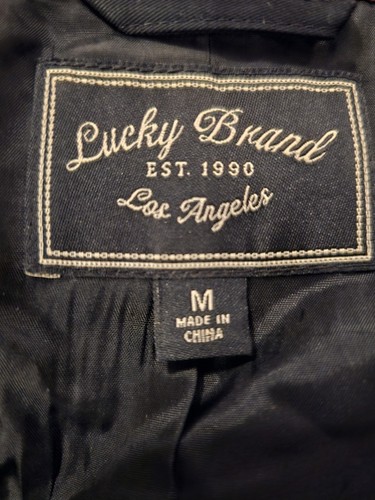 Lucky Brand
EST. 1990
Los Angeles
M
MADE IN
CHINA